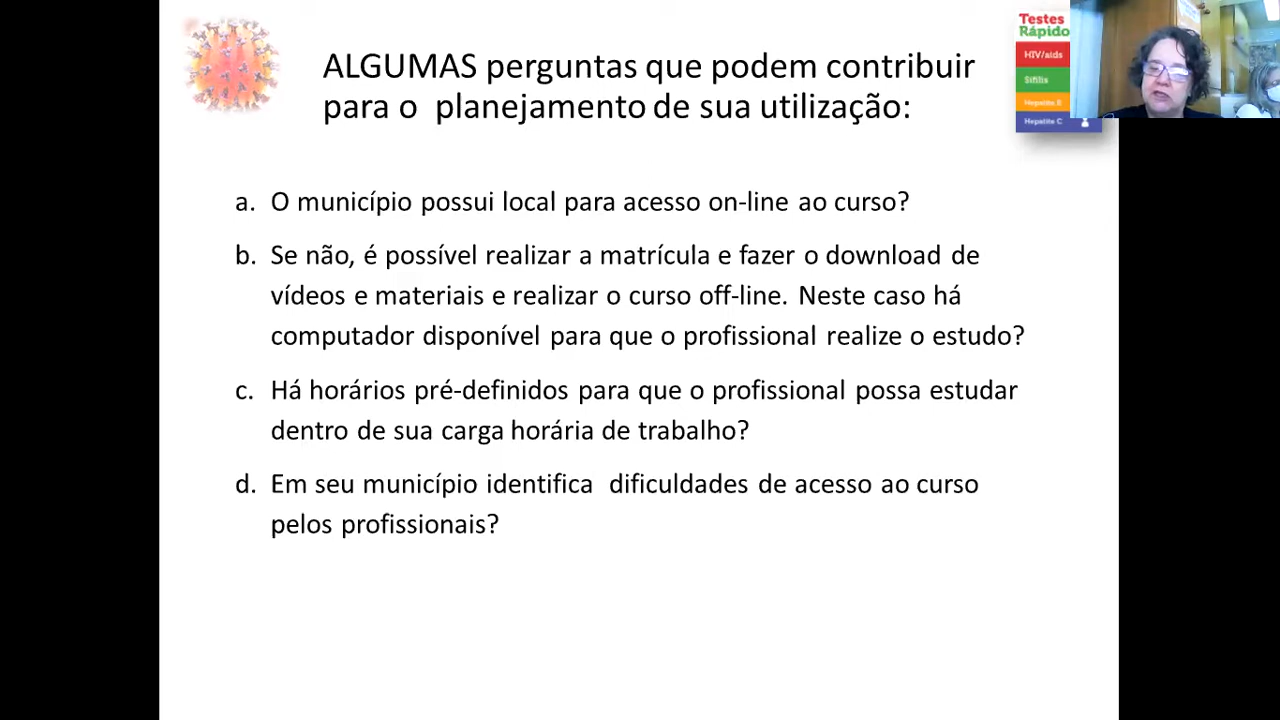 ALGUMAS perguntas que podem contribuir
para o planejamento de sua utilização:
Testes
Rápido
HIV/aids
Sífilis
Hepatite B
Hepatite C
a. O município possui local para acesso on-line ao curso?
b. Se não, é possível realizar a matrícula e fazer o download de
vídeos e materiais e realizar o curso off-line. Neste caso há
computador disponível para que o profissional realize o estudo?
c. Há horários pré-definidos para que o profissional possa estudar
dentro de sua carga horária de trabalho?
d. Em seu município identifica dificuldades de acesso ao curso
pelos profissionais?